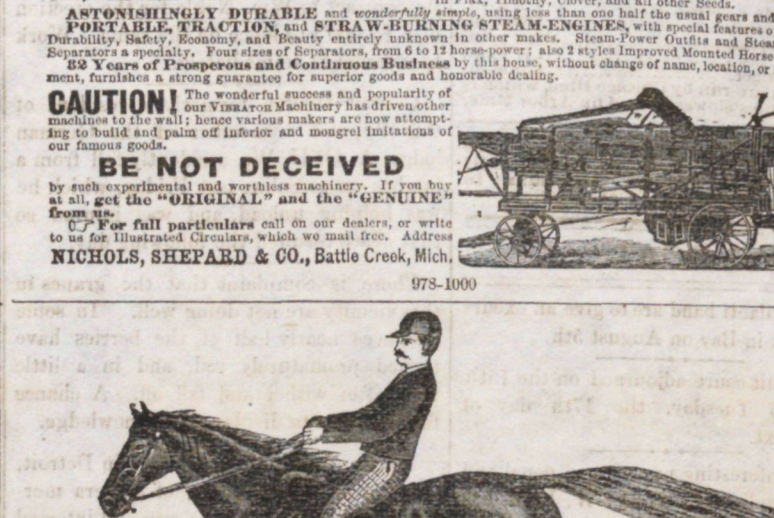 in Flax, Timothy, Clover, and all other Seeds.
ASTONISHINGLY DURABLE and wonderfully simple, using less than one half the usual gears and
PORTABLE, TRACTION, and STRAW-BURNING STEAM-ENGINES, with special features o
Durability, Safety, Economy, and Beauty entirely unknown in other makes. Steam-Power Outfits and Stea
Separators a specialty. Four sizes of Separators, from 6 to 12 horse-power; also 2 styles Improved Mounted Horse
32 Years of Prosperous and Continuous Business by this house, without change of name, location, or
ment, furnishes a strong guarantee for superior goods and honorable dealing.
CAUTION! The wonderful success and popularity of
our VIBRATOR Machinery has driven other
machines to the wall; hence various makers are now attempt-
ing to build and palm off inferior and mongrel imitations of
our famous goods.
BE NOT DECEIVED
by such experimental and worthless machinery. If you buy
at all, get the "ORIGINAL" and the "GENUINE"
from us.
☞ For full particulars call on our dealers, or write
to us for Illustrated Circulars, which we mail free. Address
NICHOLS, SHEPARD & CO., Battle Creek, Mich.
978-1000